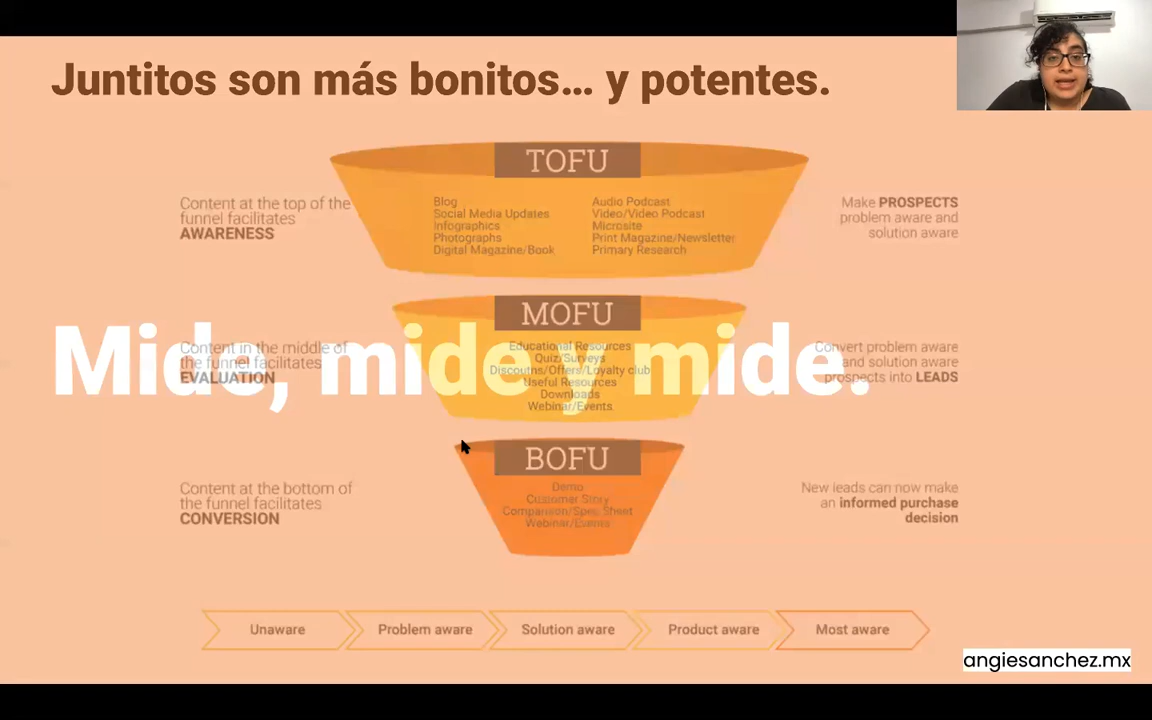 Juntitos son más bonitos... y potentes.
TOFU
Content at the top of the
funnel facilitates
AWARENESS
Blog
Social Media Updates
Infographics
Photographs
Digital Magazine/Book
Audio Podcast
Video/Video Podcast
Microsite
Print Magazine/Newsletter
Primary Research
Make PROSPECTS
problem aware and
solution aware
MOFU
Mide, mide y mide.
Content in the middle of
the funnel facilitates
EVALUATION
Educational Resources
Quiz/Surveys
Discoutns/Offers/Loyalty club
Useful Resources
Downloads
Webinar/Events
Convert problem aware
and solution aware
prospects into LEADS
BOFU
Content at the bottom of
the funnel facilitates
CONVERSION
Demo
Customer Story
Comparison/Spec Sheet
Webinar/Events
New leads can now make
an informed purchase
decision
Unaware
Problem aware
Solution aware
Product aware
Most aware
angiesanchez.mx